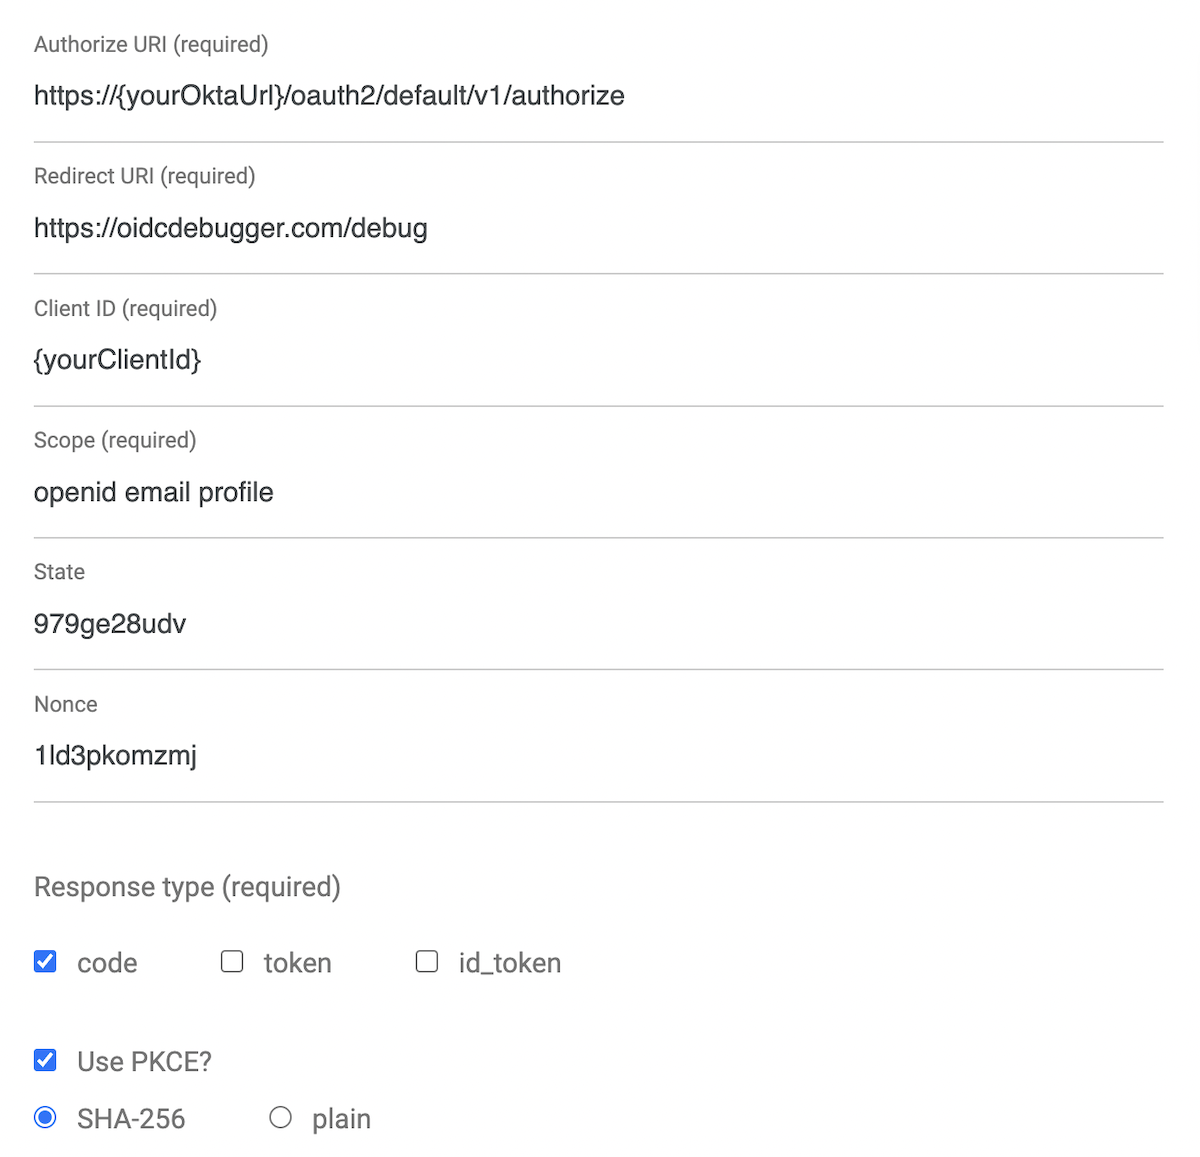 Authorize URI (required)
https://{yourOktaUrl}/oauth2/default/v1/authorize
Redirect URI (required)
https://oidcdebugger.com/debug
Client ID (required)
{yourClientId}
Scope (required)
openid email profile
State
979ge28udv
Nonce
1ld3pkomzmj
Response type (required)
code token id_token
Use PKCE?
SHA-256 plain